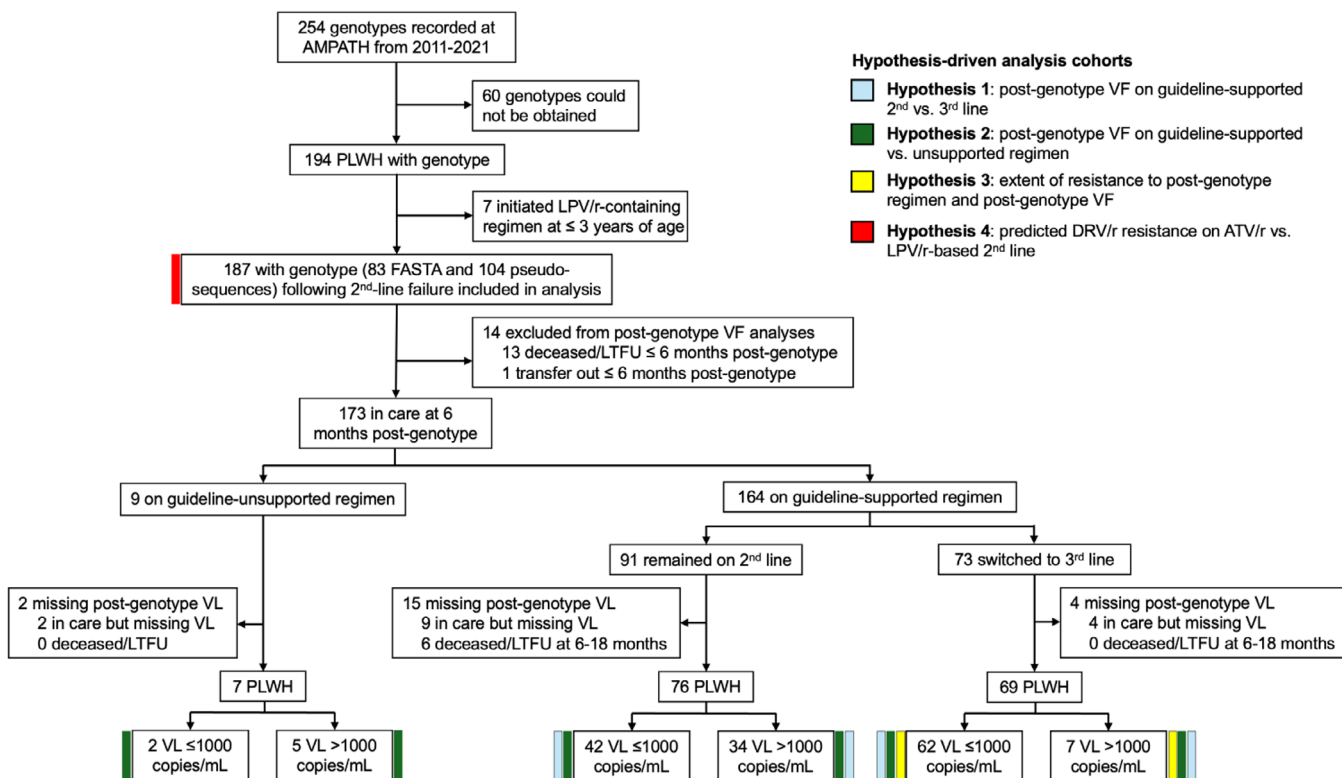 254 genotypes recorded at
AMPATH from 2011-2021
60 genotypes could
not be obtained
194 PLWH with genotype
7 initiated LPV/r-containing
regimen at ≤ 3 years of age
187 with genotype (83 FASTA and 104 pseudo-
sequences) following 2nd-line failure included in analysis
14 excluded from post-genotype VF analyses
13 deceased/LTFU ≤ 6 months post-genotype
1 transfer out ≤ 6 months post-genotype
173 in care at 6
months post-genotype
Hypothesis-driven analysis cohorts
Hypothesis 1: post-genotype VF on guideline-supported
2nd vs. 3rd line
Hypothesis 2: post-genotype VF on guideline-supported
vs. unsupported regimen
Hypothesis 3: extent of resistance to post-genotype
regimen and post-genotype VF
Hypothesis 4: predicted DRV/r resistance on ATV/r vs.
LPV/r-based 2nd line
9 on guideline-unsupported regimen
164 on guideline-supported regimen
91 remained on 2nd line
73 switched to 3rd line
2 missing post-genotype VL
2 in care but missing VL
0 deceased/LTFU
15 missing post-genotype VL
9 in care but missing VL
6 deceased/LTFU at 6-18 months
4 missing post-genotype VL
4 in care but missing VL
0 deceased/LTFU at 6-18 months
7 PLWH
76 PLWH
69 PLWH
2 VL ≤1000
copies/mL
5 VL >1000
copies/mL
42 VL ≤1000
copies/mL
34 VL >1000
copies/mL
62 VL ≤1000
copies/mL
7 VL >1000
copies/mL